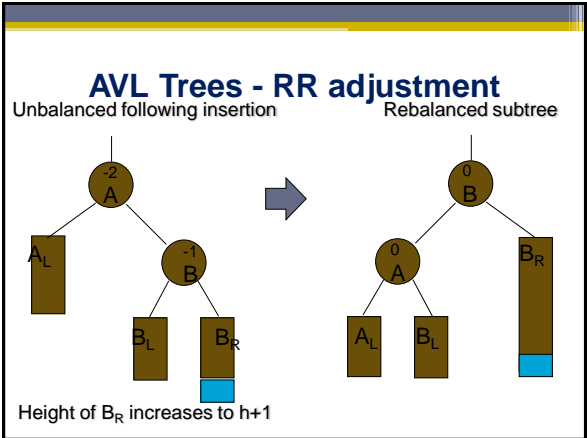 AVL Trees - RR adjustment
Unbalanced following insertion
Rebalanced subtree
-2
A
AL
-1
B
BL
BR
Height of BR increases to h+1
0
B
0
A
BR
AL
BL